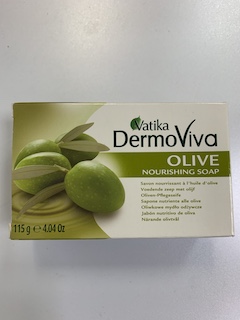 Vatika
DermoViva
OLIVE
NOURISHING SOAP
Savon nourrissant à l'huile d'olive
Voedende zeep met olijf
Oliven-Pflegeseife
Sapone nutriente alle olive
Oliwkowe mydło odżywcze
Jabón nutritivo de oliva
Närande olivtvål
115 g e 4.04 Oz